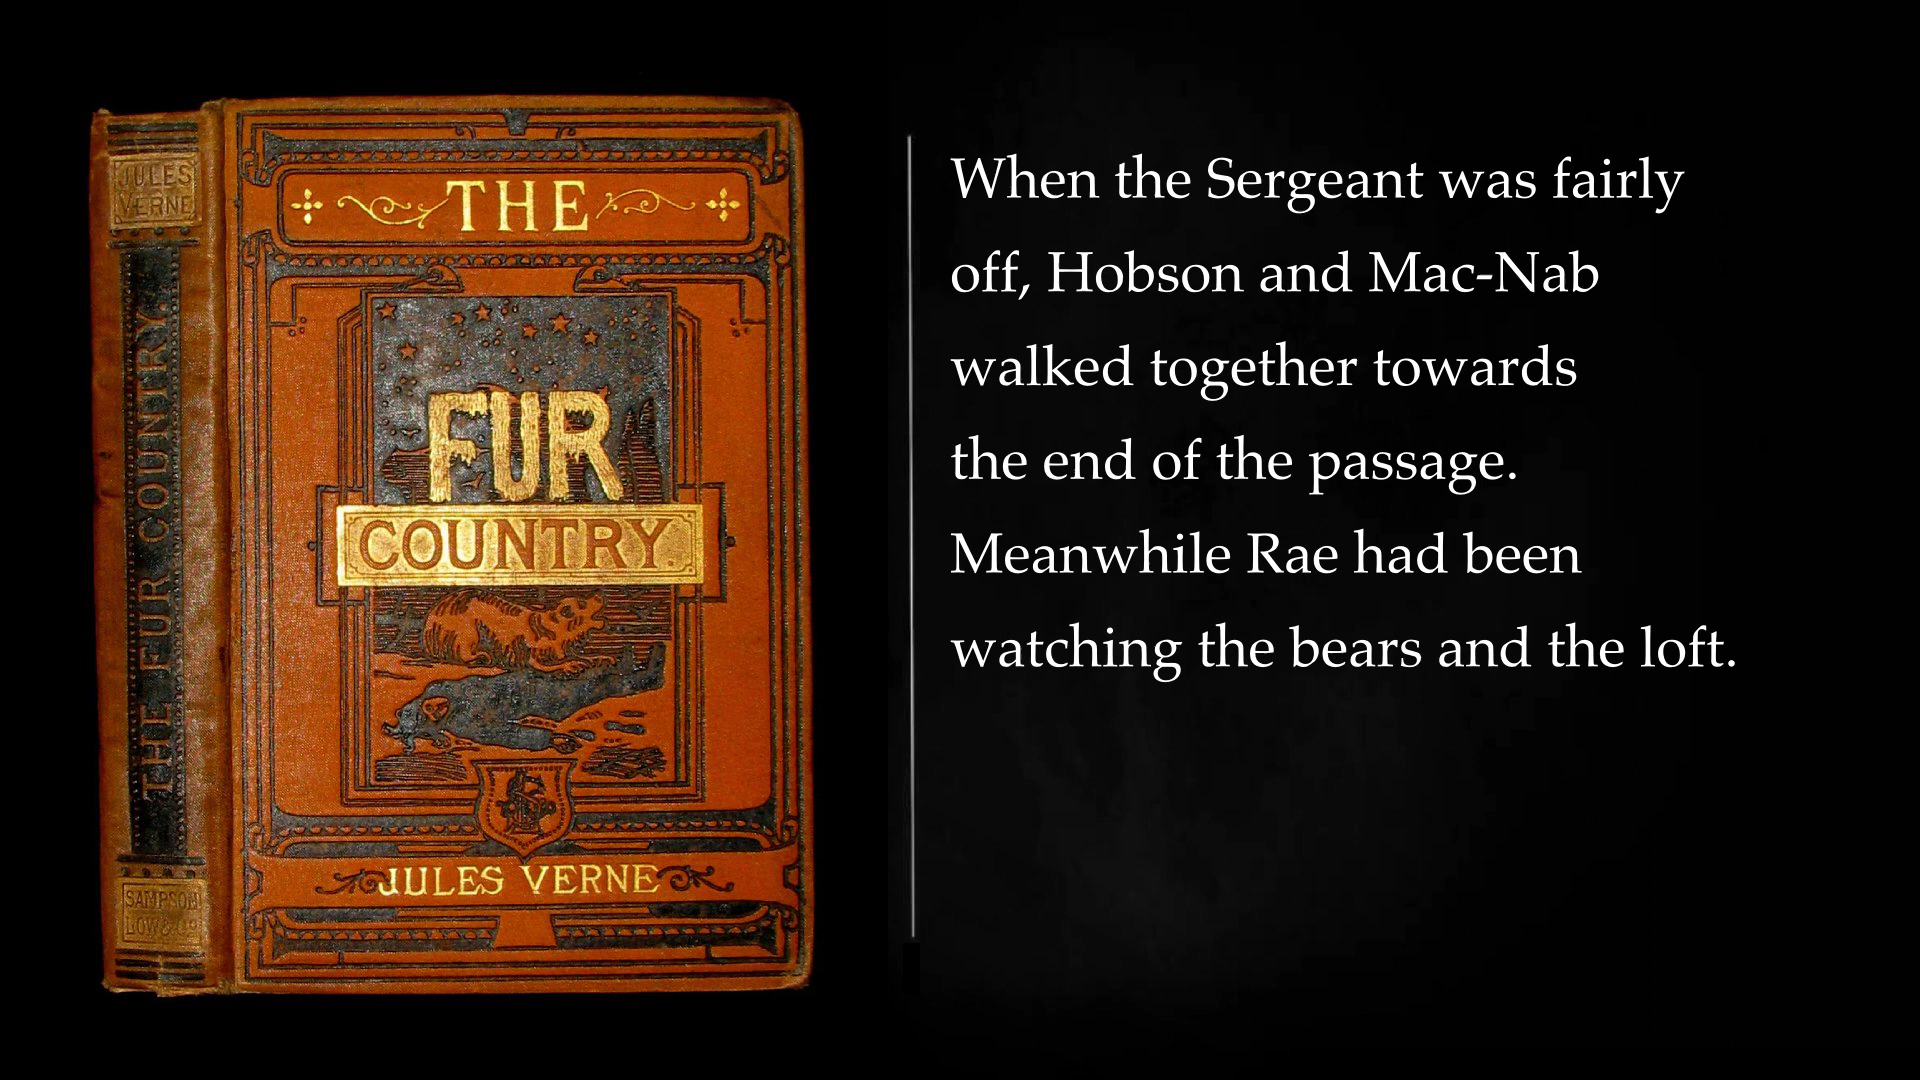 JULES
VERNE
THE FUR COUNTRY.
SAMPSON
LOW & Co
THE
FUR
COUNTRY.
JULES VERNE
When the Sergeant was fairly
off, Hobson and Mac-Nab
walked together towards
the end of the passage.
Meanwhile Rae had been
watching the bears and the loft.